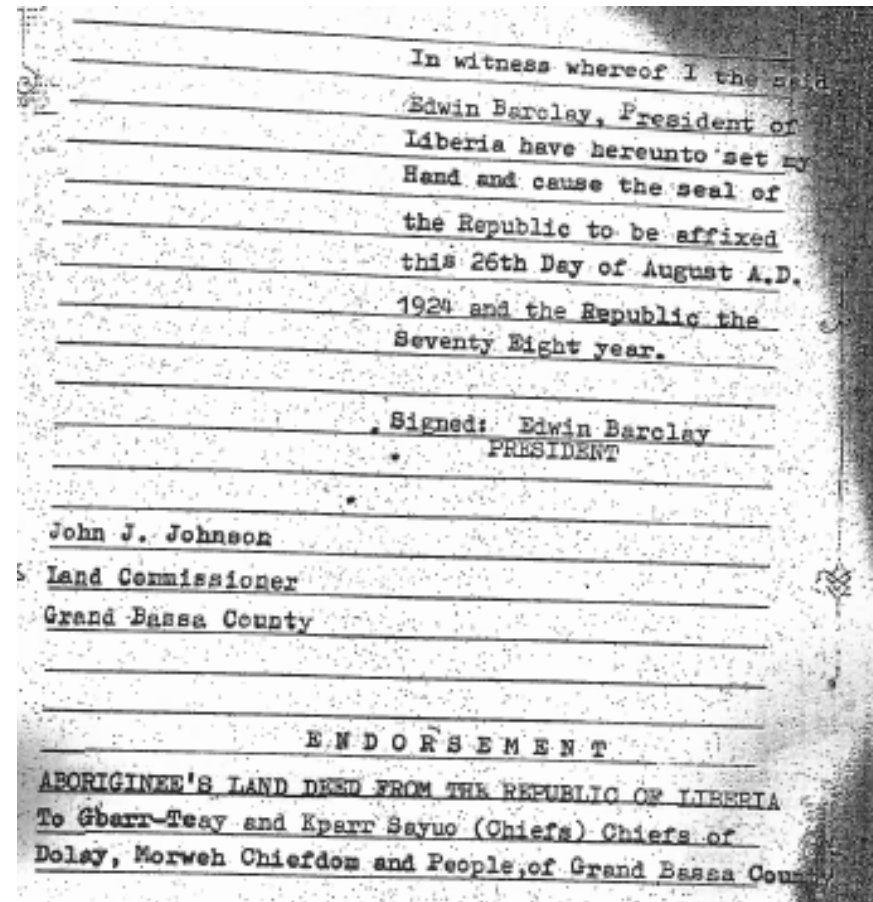 In witness whereof I the said
Edwin Barclay, President of
Liberia have hereunto set my
Hand and cause the seal of
the Republic to be affixed
this 26th Day of August A.D.
1924 and the Republic the
Seventy Eight year.
Signed: Edwin Barclay
PRESIDENT
John J. Johnson
Land Commissioner
Grand Bassa County
ENDORSEMENT
ABORIGINEE'S LAND DEED FROM THE REPUBLIC OF LIBERIA
To Gbarr-Teay and Kparr Sayuo (Chiefs) Chiefs of
Dolay, Morweh Chiefdom and People,of Grand Bassa County